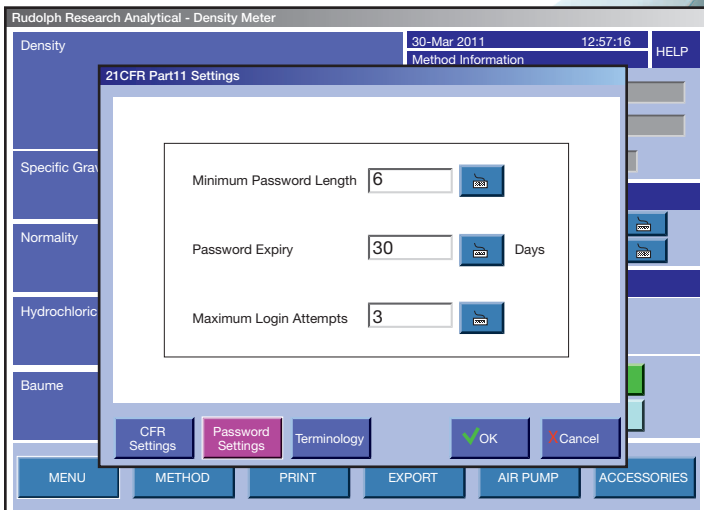 Rudolph Research Analytical - Density Meter
Density
30-Mar 2011 12:57:16
HELP
Method Information
21CFR Part11 Settings
Minimum Password Length 6
Specific Grav
Normality
Password Expiry 30 Days
Hydrochloric
Maximum Login Attempts 3
Baume
CFR Settings
Password Settings
Terminology
OK
X Cancel
MENU
METHOD
PRINT
EXPORT
AIR PUMP
ACCESSORIES